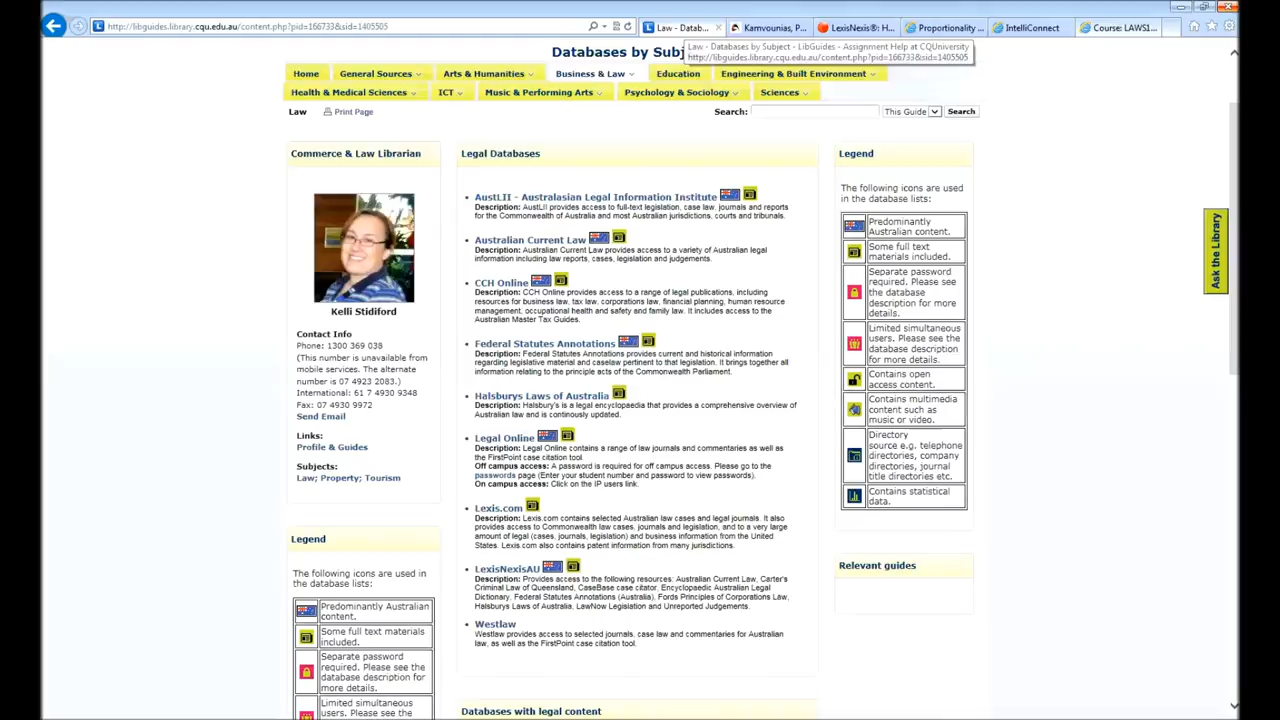 http://libguides.library.cqu.edu.au/content.php?pid=166733&sid=1405505
Law - Datab...
Kamvounias, P...
LexisNexis®: H...
Proportionality ...
IntelliConnect
Course: LAWS1...
Law - Databases by Subject - LibGuides - Assignment Help at CQUniversity
http://libguides.library.cqu.edu.au/content.php?pid=166733&sid=1405505
Databases by Subj
Home
General Sources
Arts & Humanities
Business & Law
Education
Engineering & Built Environment
Health & Medical Sciences
ICT
Music & Performing Arts
Psychology & Sociology
Sciences
Law
Print Page
Search:
This Guide
Search
Commerce & Law Librarian
Kelli Stidiford
Contact Info
Phone: 1300 369 038
(This number is unavailable from
mobile services. The alternate
number is 07 4923 2083.)
International: 61 7 4930 9348
Fax: 07 4930 9972
Send Email
Links:
Profile & Guides
Subjects:
Law; Property; Tourism
Legend
The following icons are used in
the database lists:
Predominantly Australian
content.
Some full text materials
included.
Separate password
required. Please see the
database description for
more details.
Limited simultaneous
users. Please see the
Legal Databases
AustLII - Australasian Legal Information Institute
Description: AustLII provides access to full-text legislation, case law, journals and reports
for the Commonwealth of Australia and most Australian jurisdictions, courts and tribunals.
Australian Current Law
Description: Australian Current Law provides access to a variety of Australian legal
information including law reports, cases, legislation and judgements.
CCH Online
Description: CCH Online provides access to a range of legal publications, including
resources for business law, tax law, corporations law, financial planning, human resource
management, occupational health and safety and family law. It includes access to the
Australian Master Tax Guides.
Federal Statutes Annotations
Description: Federal Statutes Annotations provides current and historical information
regarding legislative material and caselaw pertinent to that legislation. It brings together all
information relating to the principle acts of the Commonwealth Parliament.
Halsburys Laws of Australia
Description: Halsbury's is a legal encyclopaedia that provides a comprehensive overview of
Australian law and is continously updated.
Legal Online
Description: Legal Online contains a range of law journals and commentaries as well as
the FirstPoint case citation tool.
Off campus access: A password is required for off campus access. Please go to the
passwords page (Enter your student number and password to view passwords).
On campus access: Click on the IP users link.
Lexis.com
Description: Lexis.com contains selected Australian law cases and legal journals. It also
provides access to Commonwealth law cases, journals and legislation, and to a very large
amount of legal (cases, journals, legislation) and business information from the United
States. Lexis.com also contains patent information from many jurisdictions.
LexisNexisAU
Description: Provides access to the following resources: Australian Current Law, Carter's
Criminal Law of Queensland, CaseBase case citator, Encyclopaedic Australian Legal
Dictionary, Federal Statutes Annotations (Australia), Fords Principles of Corporations Law,
Halsburys Laws of Australia, LawNow Legislation and Unreported Judgements.
Westlaw
Westlaw provides access to selected journals, case law and commentaries for Australian
law, as well as the FirstPoint case citation tool.
Databases with legal content
Legend
The following icons are used
in the database lists:
Predominantly
Australian content.
Some full text
materials included.
Separate password
required. Please see
the database
description for more
details.
Limited simultaneous
users. Please see the
database description
for more details.
Contains open
access content.
Contains multimedia
content such as
music or video.
Directory
source e.g. telephone
directories, company
directories, journal
title directories etc.
Contains statistical
data.
Relevant guides
Ask the Library